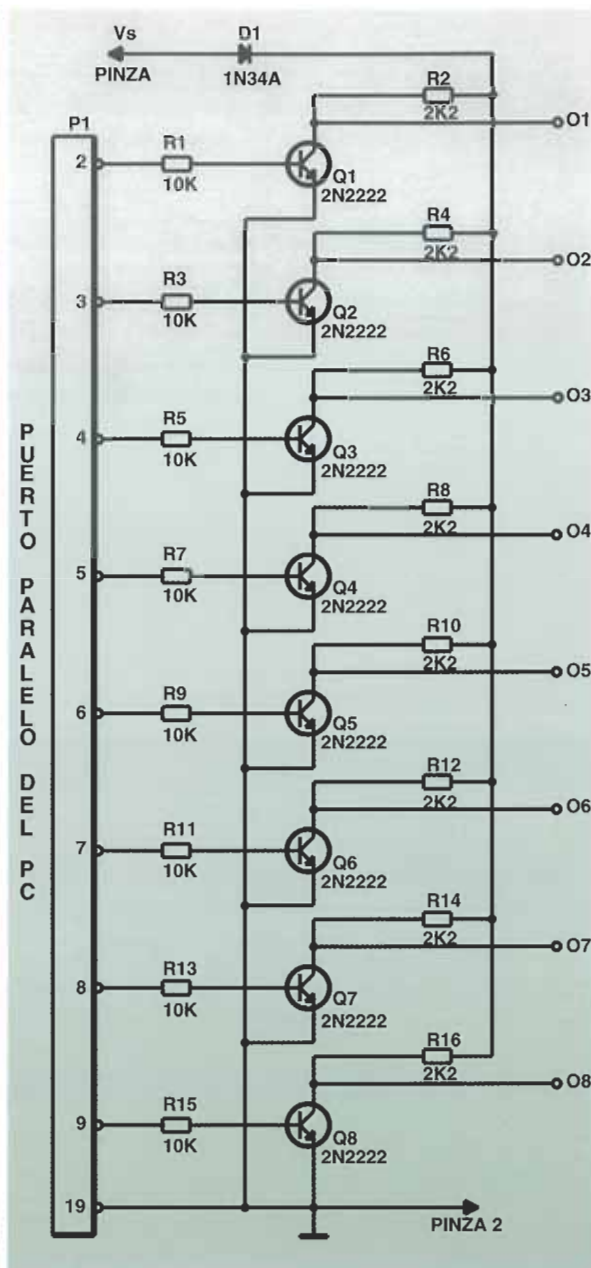 Vs
D1
PINZA
1N34A
R2
2K2
O1
P1
2
R1
10K
Q1
2N2222
R4
2K2
O2
3
R3
10K
Q2
2N2222
R6
2K2
O3
4
R5
10K
Q3
2N2222
R8
2K2
O4
5
R7
10K
Q4
2N2222
R10
2K2
O5
6
R9
10K
Q5
2N2222
R12
2K2
O6
7
R11
10K
Q6
2N2222
R14
2K2
O7
8
R13
10K
Q7
2N2222
R16
2K2
O8
9
R15
10K
Q8
2N2222
19
PINZA 2
PUERTO PARALELO DEL PC